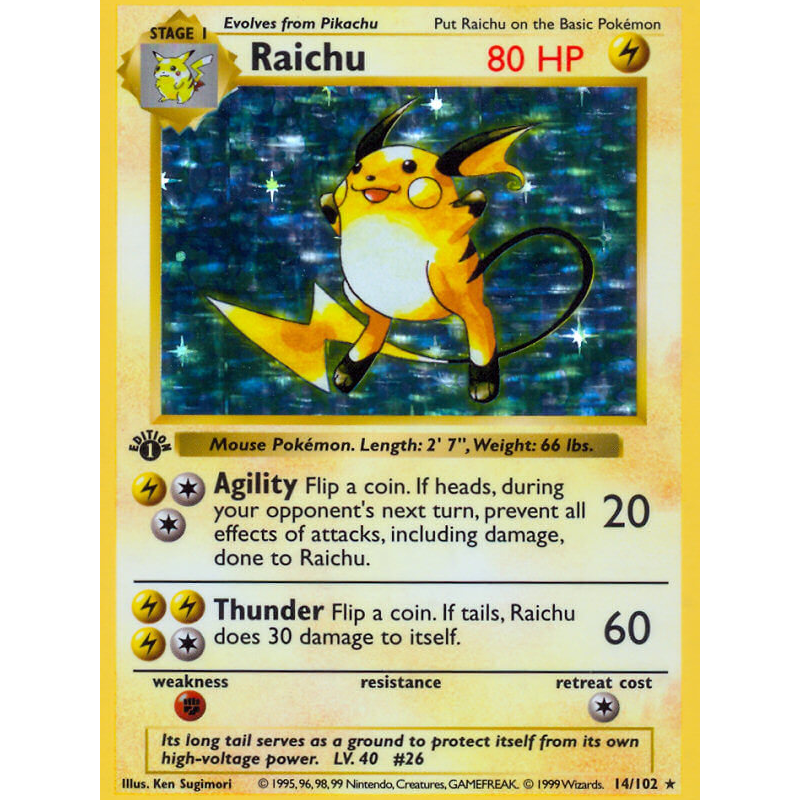 Evolves from Pikachu
Put Raichu on the Basic Pokémon
STAGE 1
Raichu
80 HP
EDITION
1
Mouse Pokémon. Length: 2' 7", Weight: 66 lbs.
Agility Flip a coin. If heads, during
your opponent's next turn, prevent all
effects of attacks, including damage,
done to Raichu.
20
Thunder Flip a coin. If tails, Raichu
does 30 damage to itself.
60
weakness
resistance
retreat cost
Its long tail serves as a ground to protect itself from its own
high-voltage power. LV. 40 #26
Illus. Ken Sugimori
© 1995, 96, 98, 99 Nintendo, Creatures, GAMEFREAK. © 1999 Wizards.
14/102 ★